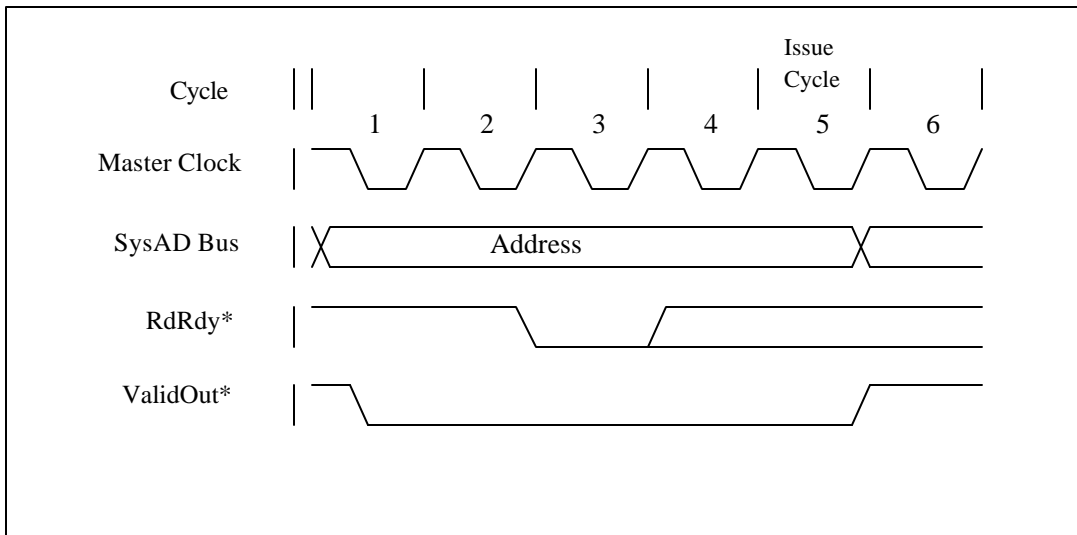 Issue
Cycle
Cycle
1 2 3 4 5 6
Master Clock
SysAD Bus
Address
RdRdy*
ValidOut*